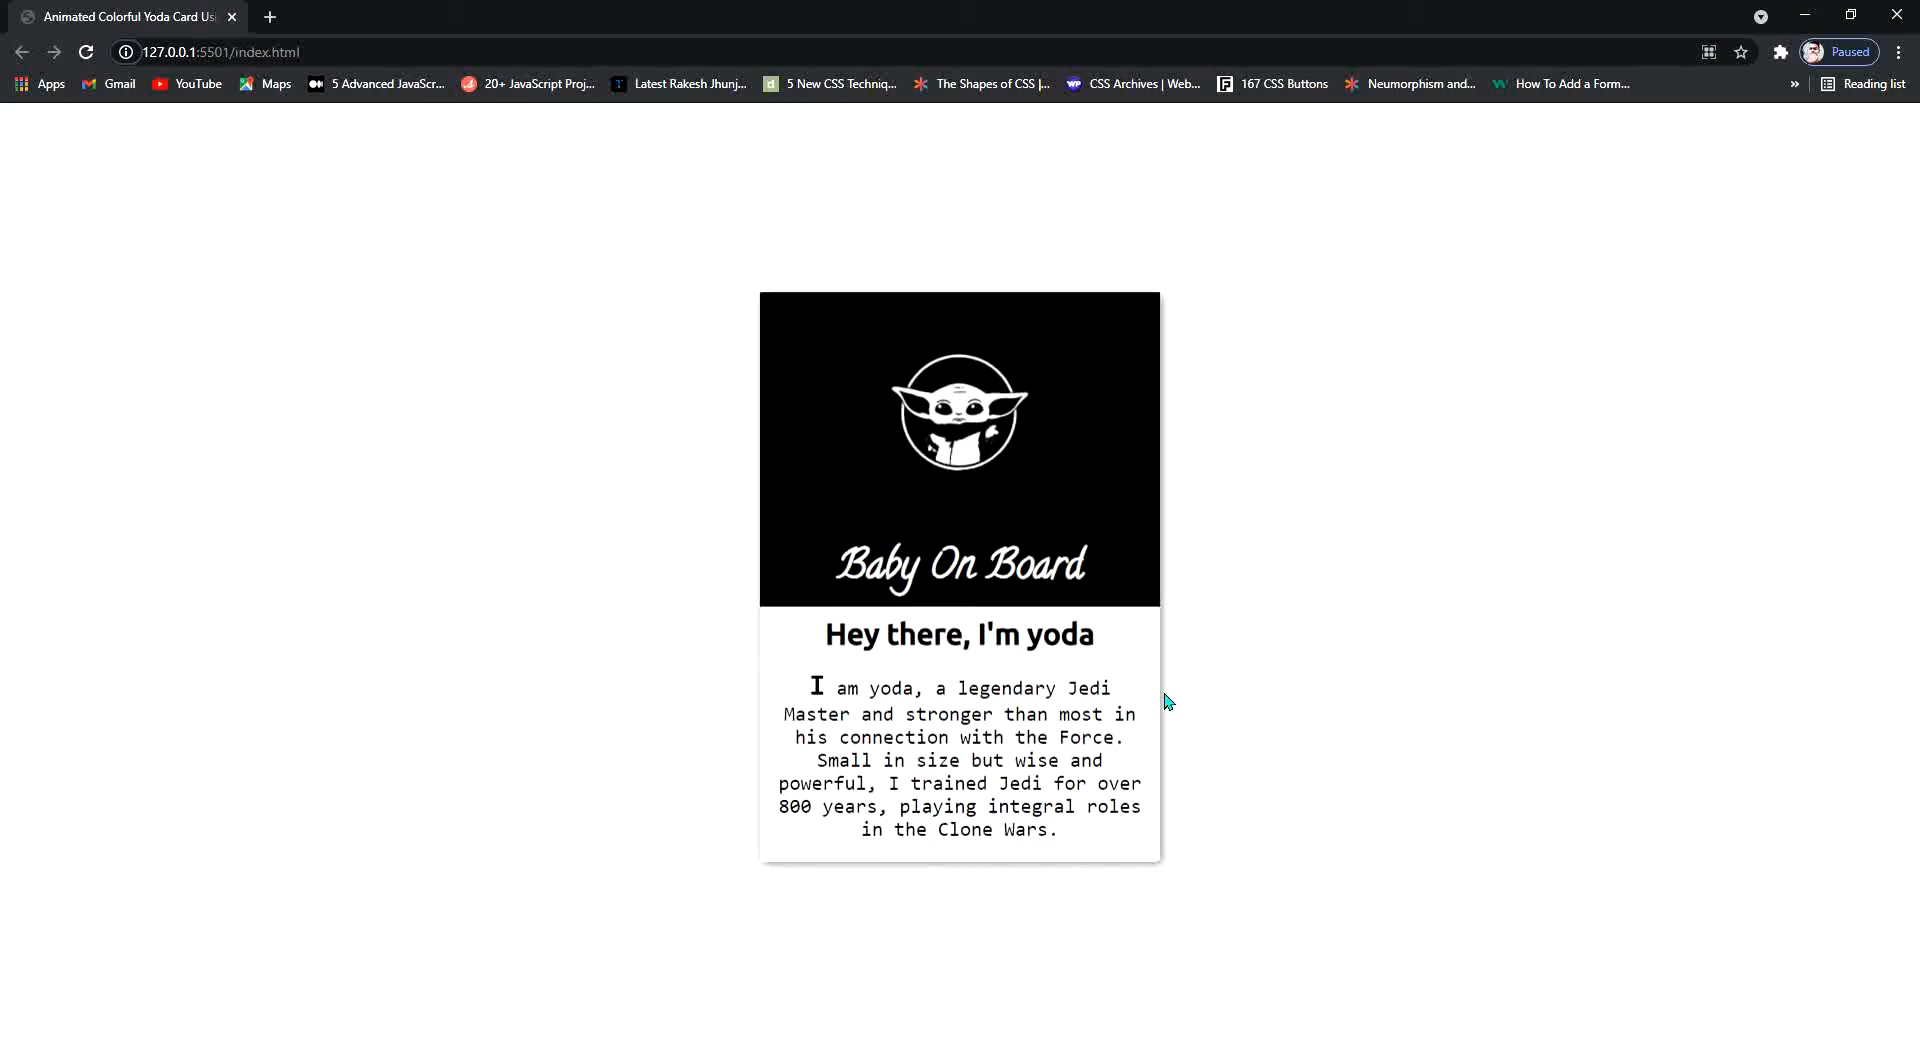 Animated Colorful Yoda Card Us
127.0.0.1:5501/index.html
Paused
Apps
Gmail
YouTube
Maps
5 Advanced JavaScr...
20+ JavaScript Proj...
T
Latest Rakesh Jhunj...
d
5 New CSS Techniq...
The Shapes of CSS |...
WP
CSS Archives | Web...
F
167 CSS Buttons
Neumorphism and...
W
How To Add a Form...
»
Reading list
Baby On Board
Hey there, I'm yoda
I am yoda, a legendary Jedi
Master and stronger than most in
his connection with the Force.
Small in size but wise and
powerful, I trained Jedi for over
800 years, playing integral roles
in the Clone Wars.